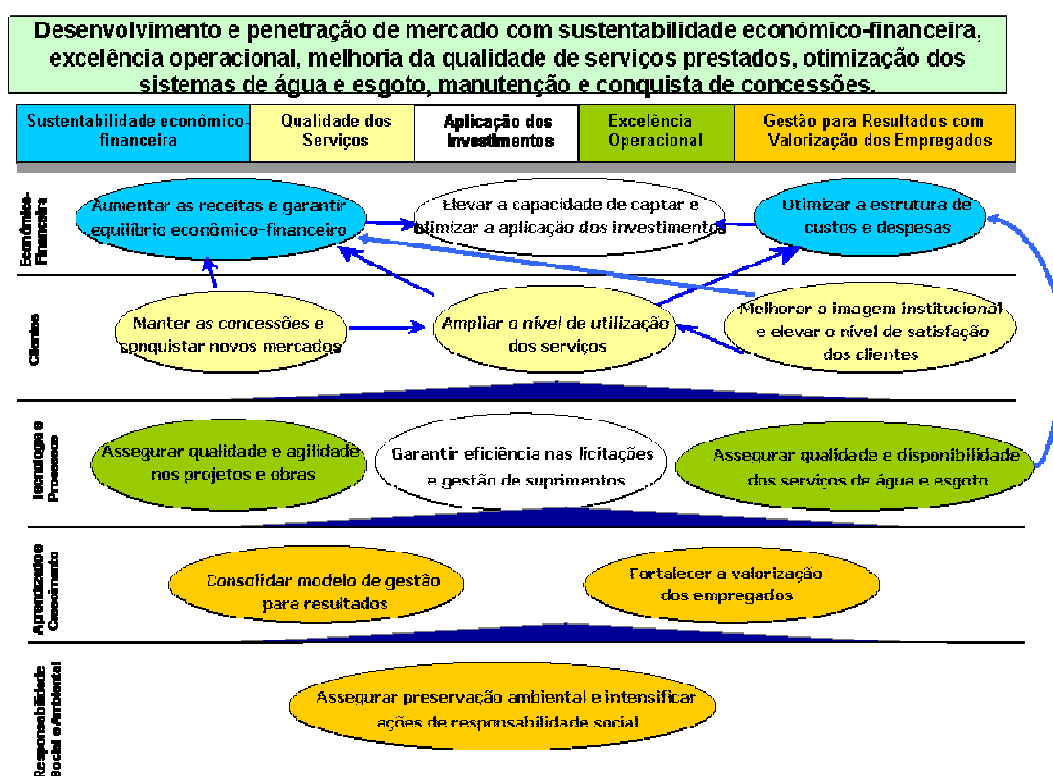 Desenvolvimento e penetração de mercado com sustentabilidade econômico-financeira,
excelência operacional, melhoria da qualidade de serviços prestados, otimização dos
sistemas de água e esgoto, manutenção e conquista de concessões.
Sustentabilidade econômico-
financeira
Qualidade dos
Serviços
Aplicação dos
Investimentos
Excelência
Operacional
Gestão para Resultados com
Valorização dos Empregados
Econômico-
Financeira
Aumentar as receitas e garantir
equilíbrio econômico-financeiro
Elevar a capacidade de captar e
otimizar a aplicação dos investimentos
Otimizar a estrutura de
custos e despesas
Clientes
Manter as concessões e
conquistar novos mercados
Ampliar o nível de utilização
dos serviços
Melhorar a imagem institucional
e elevar o nível de satisfação
dos clientes
Tecnologia e
Processos
Assegurar qualidade e agilidade
nos projetos e obras
Garantir eficiência nas licitações
e gestão de suprimentos
Assegurar qualidade e disponibilidade
dos serviços de água e esgoto
Aprendizado e
Crescimento
Consolidar modelo de gestão
para resultados
Fortalecer a valorização
dos empregados
Responsabilidade
Social e Ambiental
Assegurar preservação ambiental e intensificar
ações de responsabilidade social